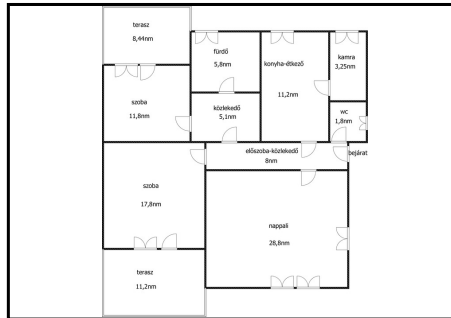 terasz
8,44nm
fürdő
5,8nm
konyha-étkező
11,2nm
kamra
3,25nm
szoba
11,8nm
közlekedő
5,1nm
wc
1,8nm
előszoba-közlekedő
8nm
bejárat
szoba
17,8nm
nappali
28,8nm
terasz
11,2nm